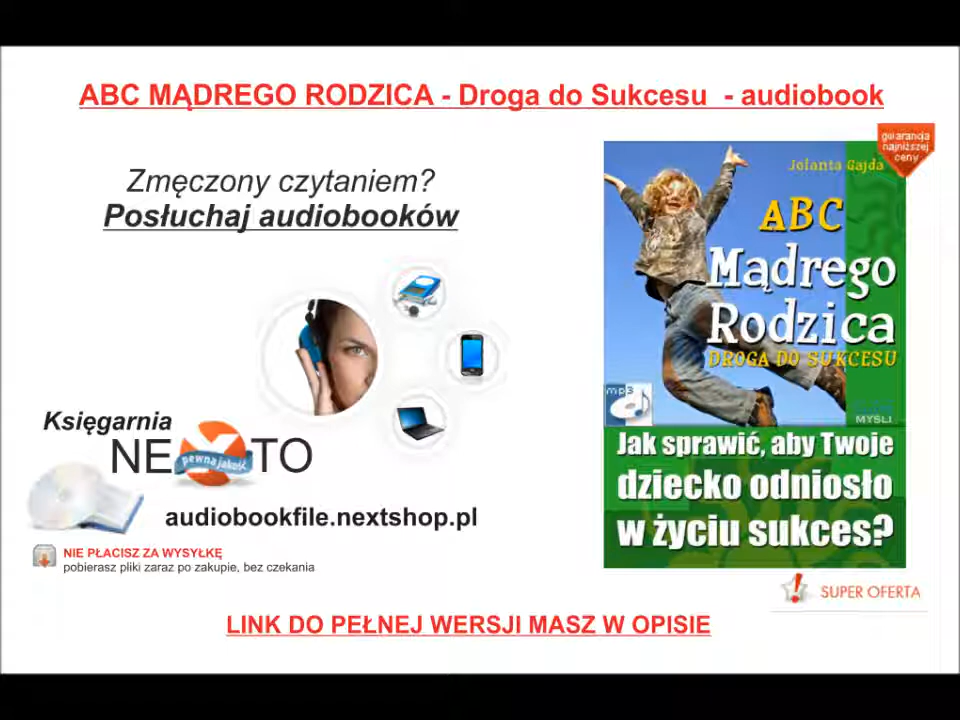 ABC MĄDREGO RODZICA - Droga do Sukcesu - audiobook
gwarancja
najniższej
ceny
Zmęczony czytaniem?
Posłuchaj audiobooków
Jolanta Gajda
ABC
Mądrego
Rodzica
DROGA DO SUKCESU
mp3
MYŚLI
Jak sprawić, aby Twoje
dziecko odniosło
w życiu sukces?
Księgarnia
NEXTO
pewna jakość
audiobookfile.nextshop.pl
NIE PŁACISZ ZA WYSYŁKĘ
pobierasz pliki zaraz po zakupie, bez czekania
SUPER OFERTA
LINK DO PEŁNEJ WERSJI MASZ W OPISIE